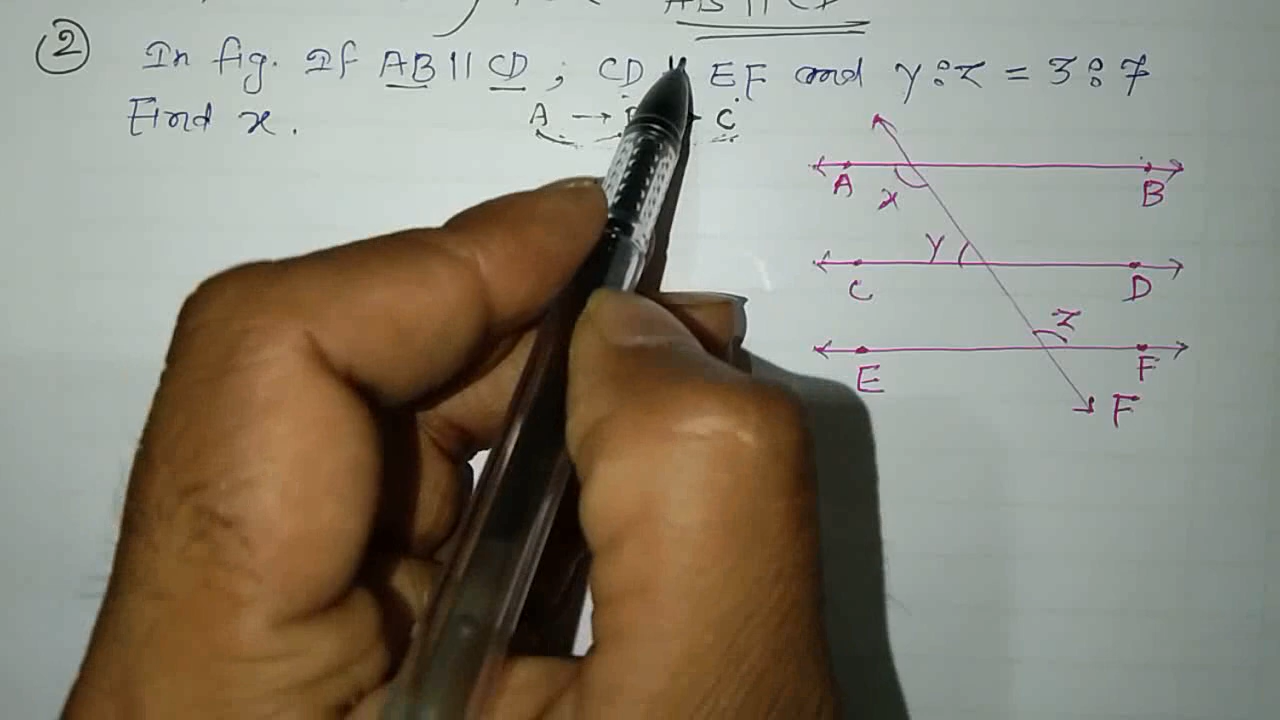 AB || CD
② In fig. If AB || CD ; CD || EF and y : z = 3 : 7
Find x.
A → → C
A
B
x
y
C
D
z
E
F
F